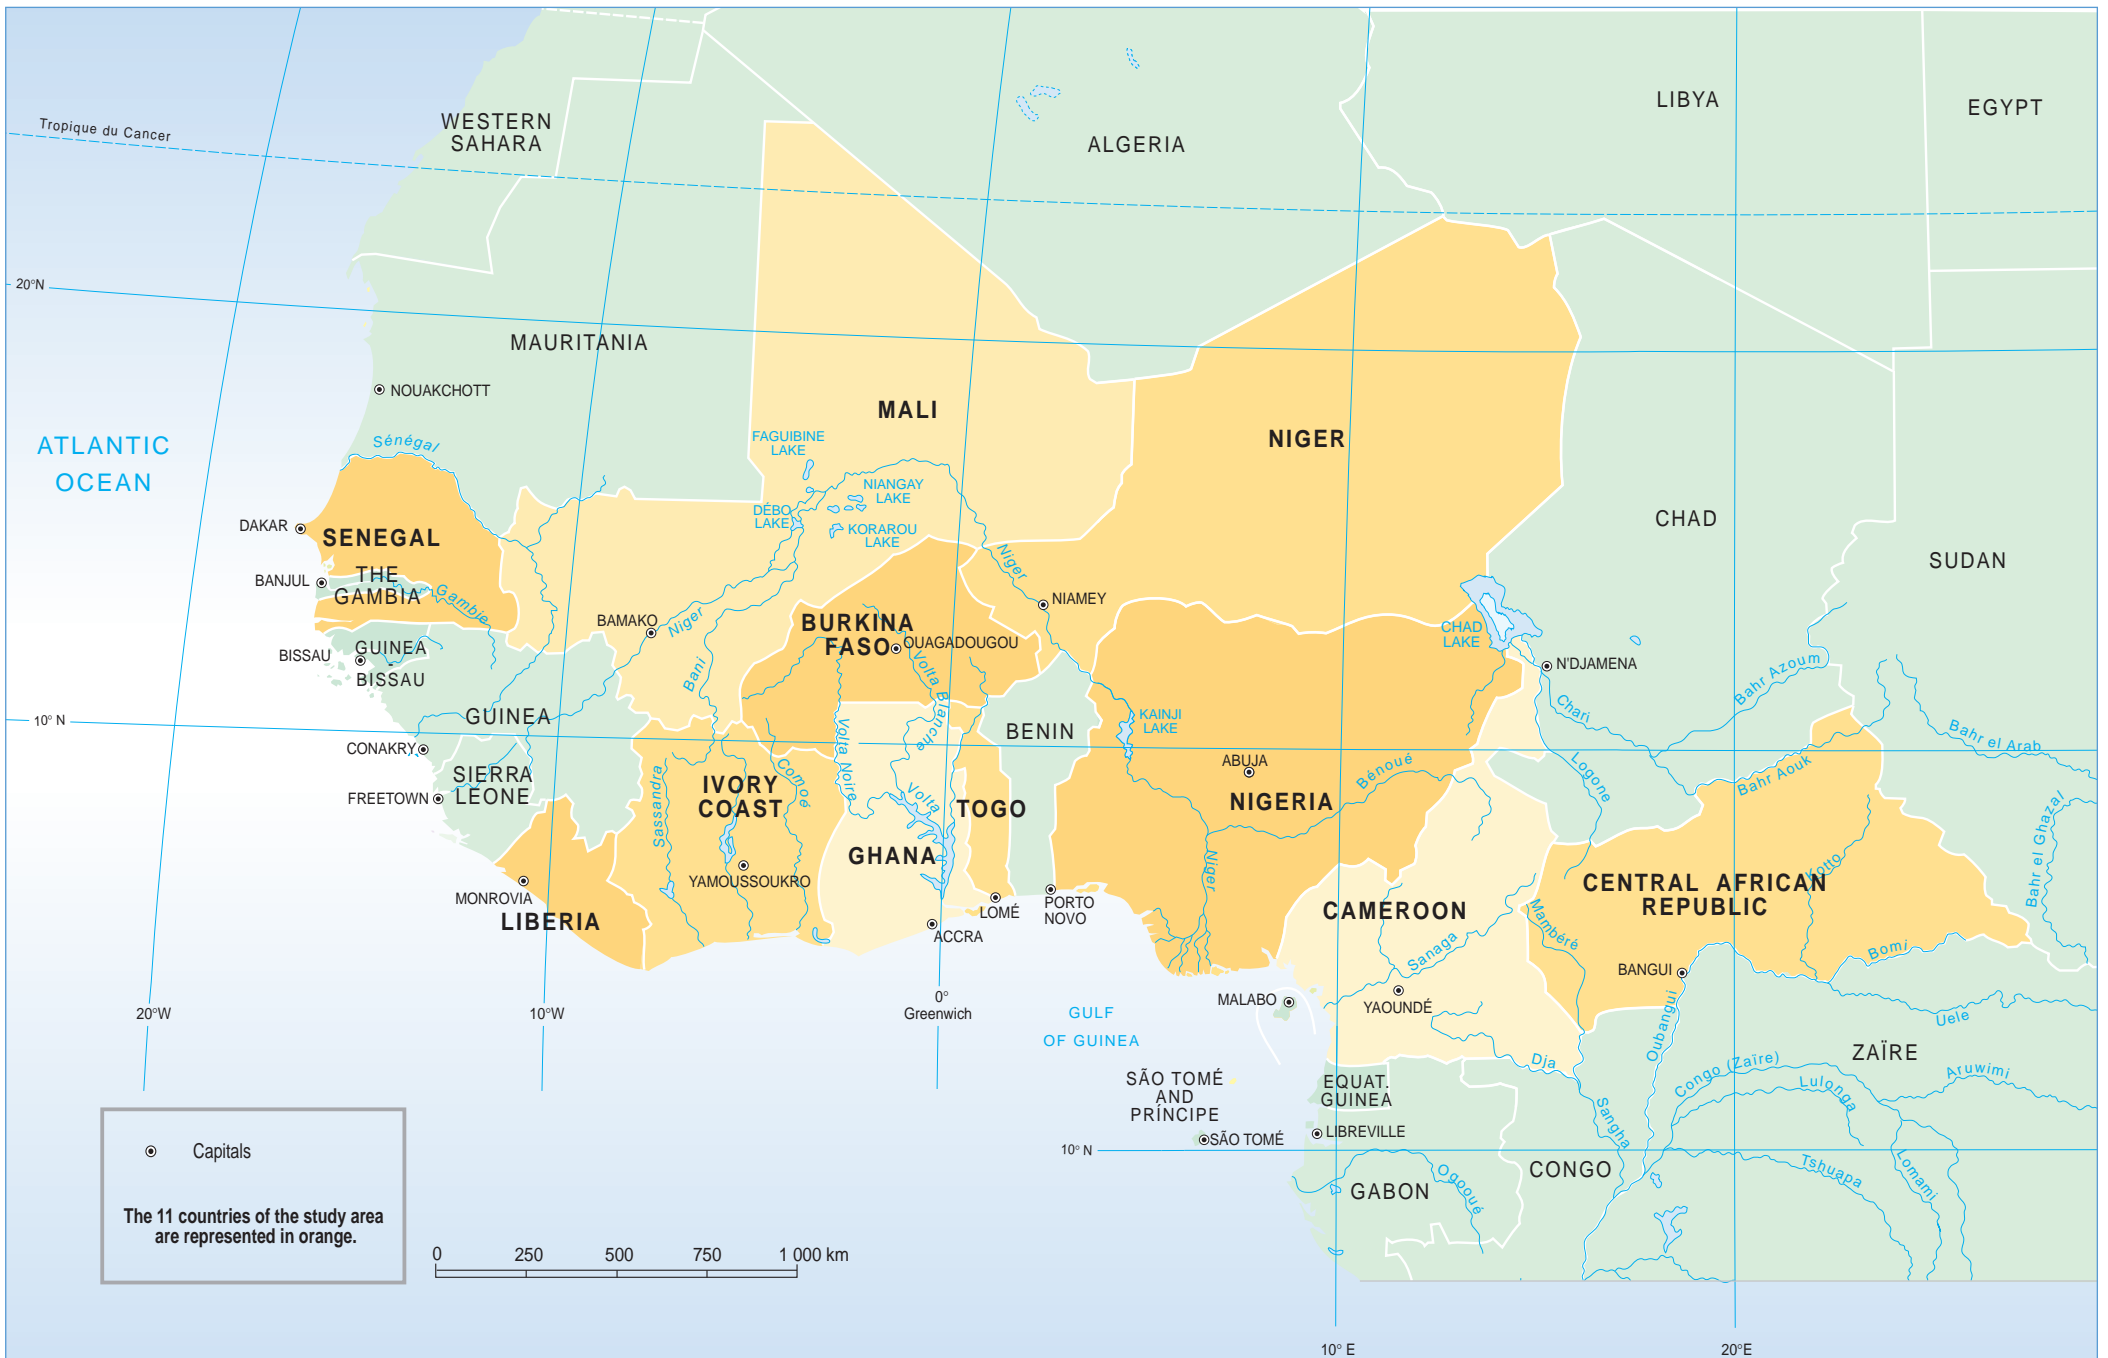 Tropique du Cancer
WESTERN
SAHARA
ALGERIA
LIBYA
EGYPT
20°N
MAURITANIA
NOUAKCHOTT
MALI
NIGER
CHAD
SUDAN
ATLANTIC
OCEAN
Sénégal
FAGUIBINE
LAKE
NIANGAY
LAKE
DÉBO
LAKE
KORAROU
LAKE
DAKAR
SENEGAL
BANJUL
THE
GAMBIA
Gambie
Niger
NIAMEY
BAMAKO
Niger
BURKINA
FASO
OUAGADOUGOU
CHAD
LAKE
N'DJAMENA
BISSAU
GUINEA
-
BISSAU
Bani
Volta Blanche
Chari
Bahr Azoum
Bahr el Arab
10° N
GUINEA
BENIN
KAINJI
LAKE
CONAKRY
SIERRA
LEONE
FREETOWN
Sassandra
IVORY
COAST
Comoé
Volta Noire
Volta
TOGO
ABUJA
NIGERIA
Bénoué
Logone
Bahr Aouk
Bahr el Ghazal
GHANA
YAMOUSSOUKRO
Niger
Kotto
MONROVIA
LIBERIA
LOMÉ
PORTO
NOVO
ACCRA
CAMEROON
CENTRAL AFRICAN
REPUBLIC
Mambéré
Sanaga
Bomi
BANGUI
MALABO
YAOUNDÉ
20°W
10°W
0°
Greenwich
GULF
OF GUINEA
Oubangui
Uele
ZAÏRE
Dja
Congo (Zaïre)
Lulonga
Aruwimi
SÃO TOMÉ
AND
PRÍNCIPE
EQUAT.
GUINEA
Sangha
SÃO TOMÉ
LIBREVILLE
10° N
GABON
Ogooué
CONGO
Tshuapa
Lomami
Capitals
The 11 countries of the study area
are represented in orange.
0 250 500 750 1 000 km
10° E
20°E